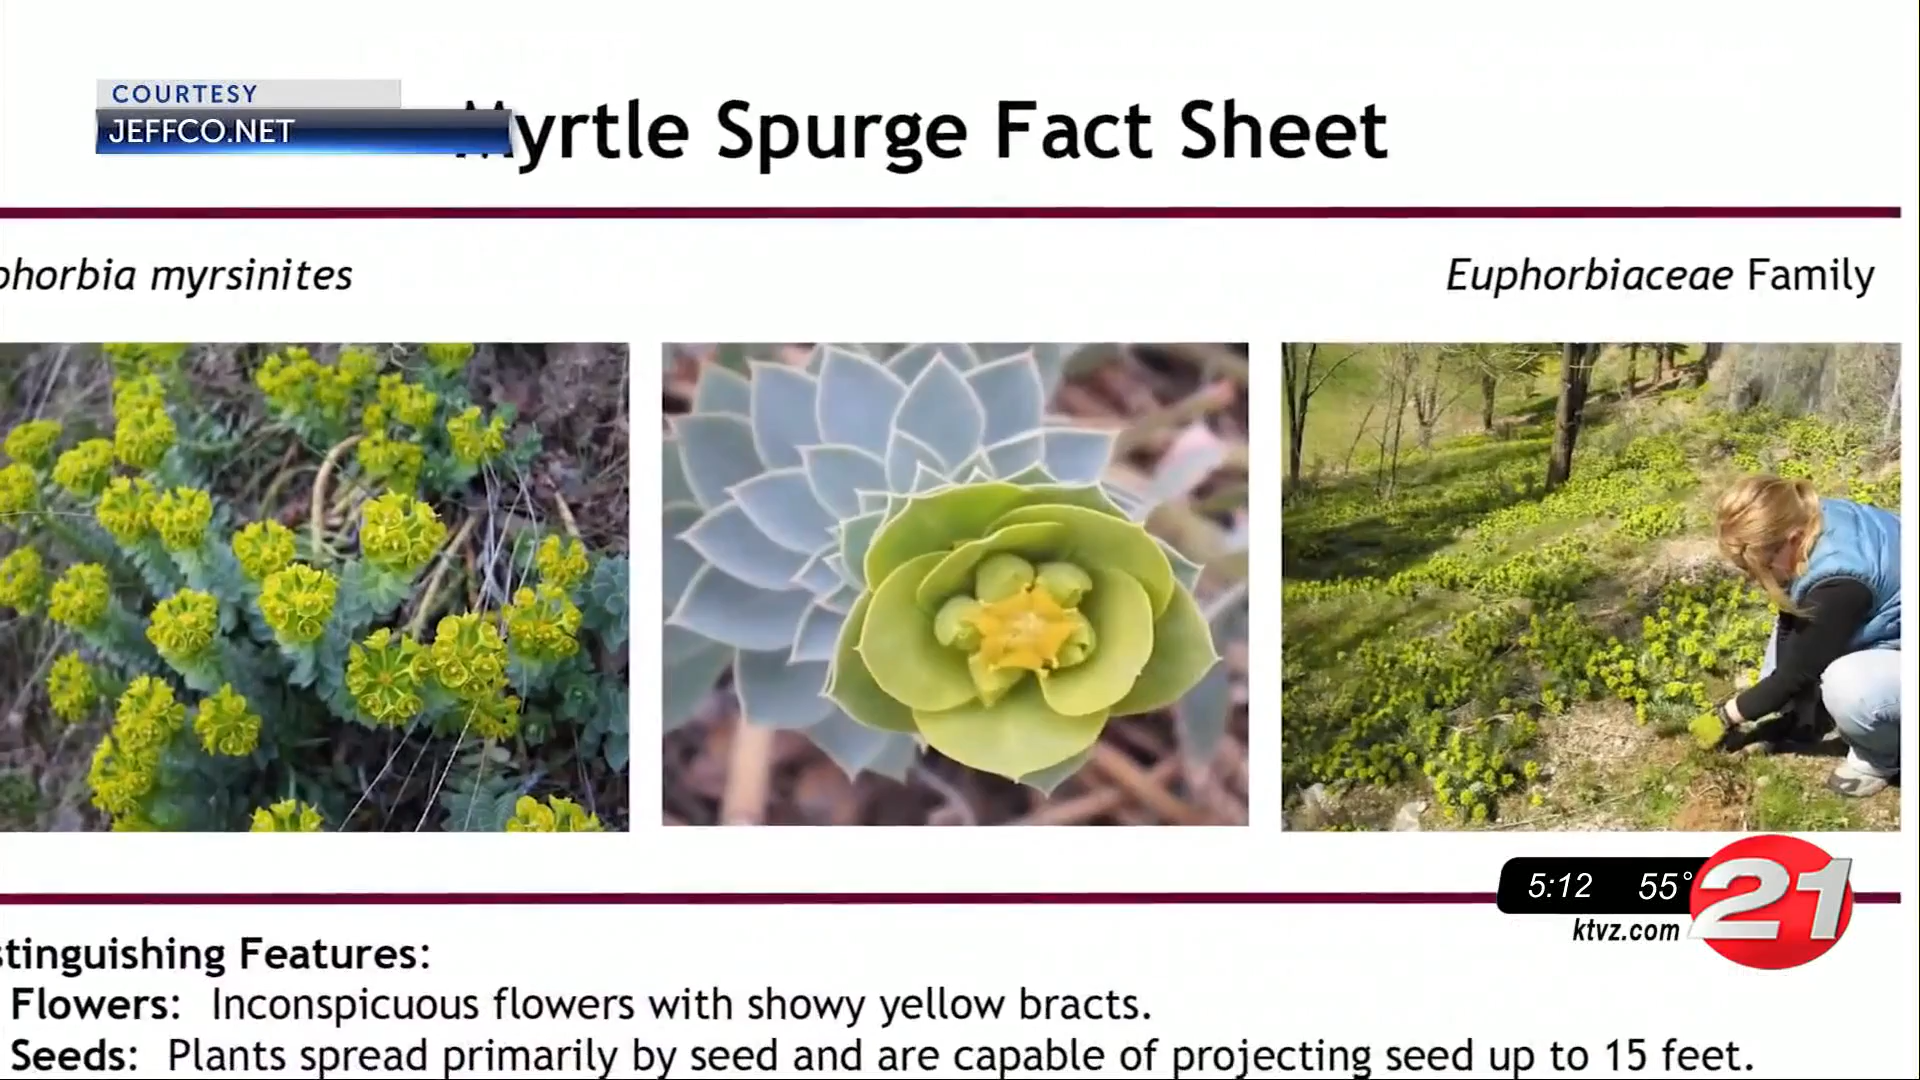 COURTESY
JEFFCO.NET
Myrtle Spurge Fact Sheet
phorbia myrsinites
Euphorbiaceae Family
5:12 55°
21
ktvz.com
stinguishing Features:
Flowers: Inconspicuous flowers with showy yellow bracts.
Seeds: Plants spread primarily by seed and are capable of projecting seed up to 15 feet.